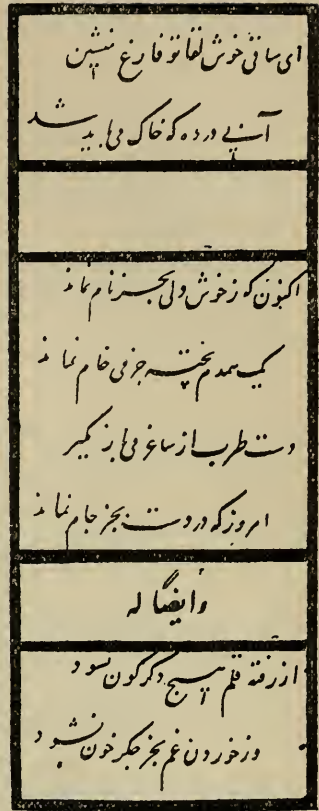 ای ساقی خوش لقا تو فارغ منشین
آبی در ده که خاک می باید شد
اکنون که ز خوش دلی بجز نام نماند
یک همدم پخته جز می خام نماند
دست طرب از ساغر می باز مگیر
امروز که در دست بجز جام نماند
وایضاً له
از رفته قلم هیچ دگرگون نشود
وز خوردن غم بجز جگر خون نشود